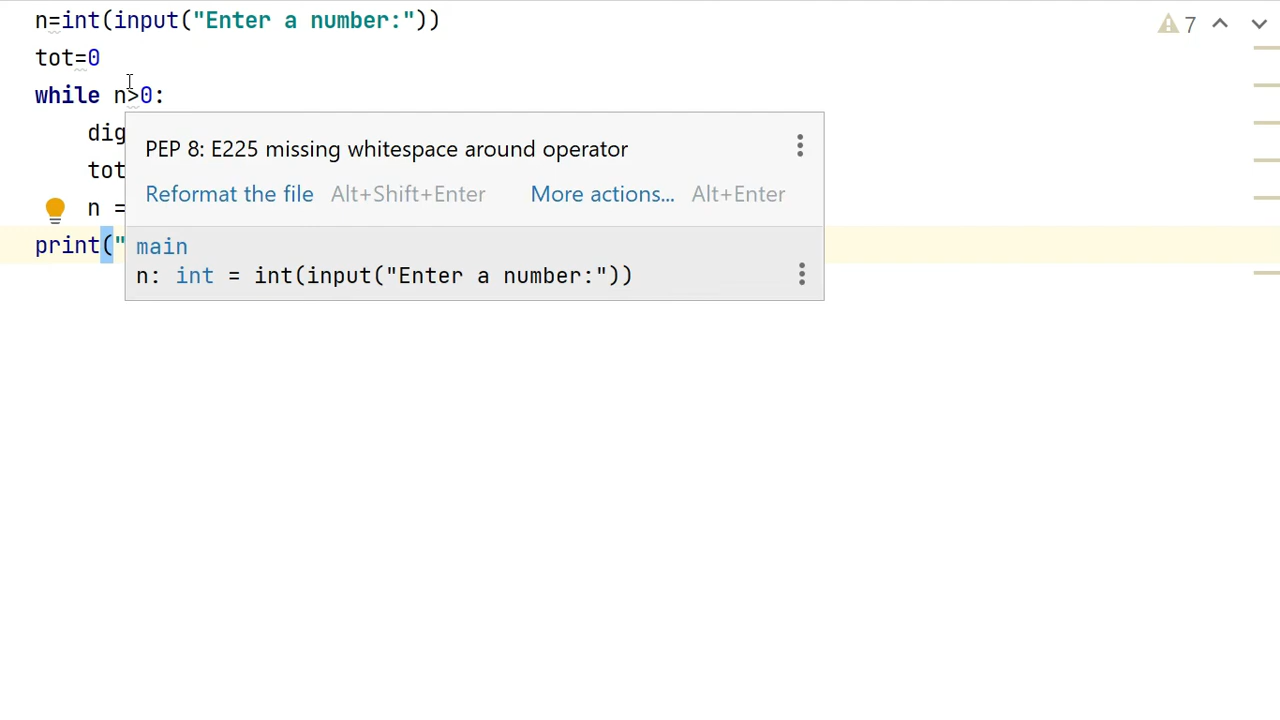 n=int(input("Enter a number:"))
7
tot=0
while n>0:
dig
tot
n =
print("
PEP 8: E225 missing whitespace around operator
Reformat the file Alt+Shift+Enter More actions... Alt+Enter
main
n: int = int(input("Enter a number:"))